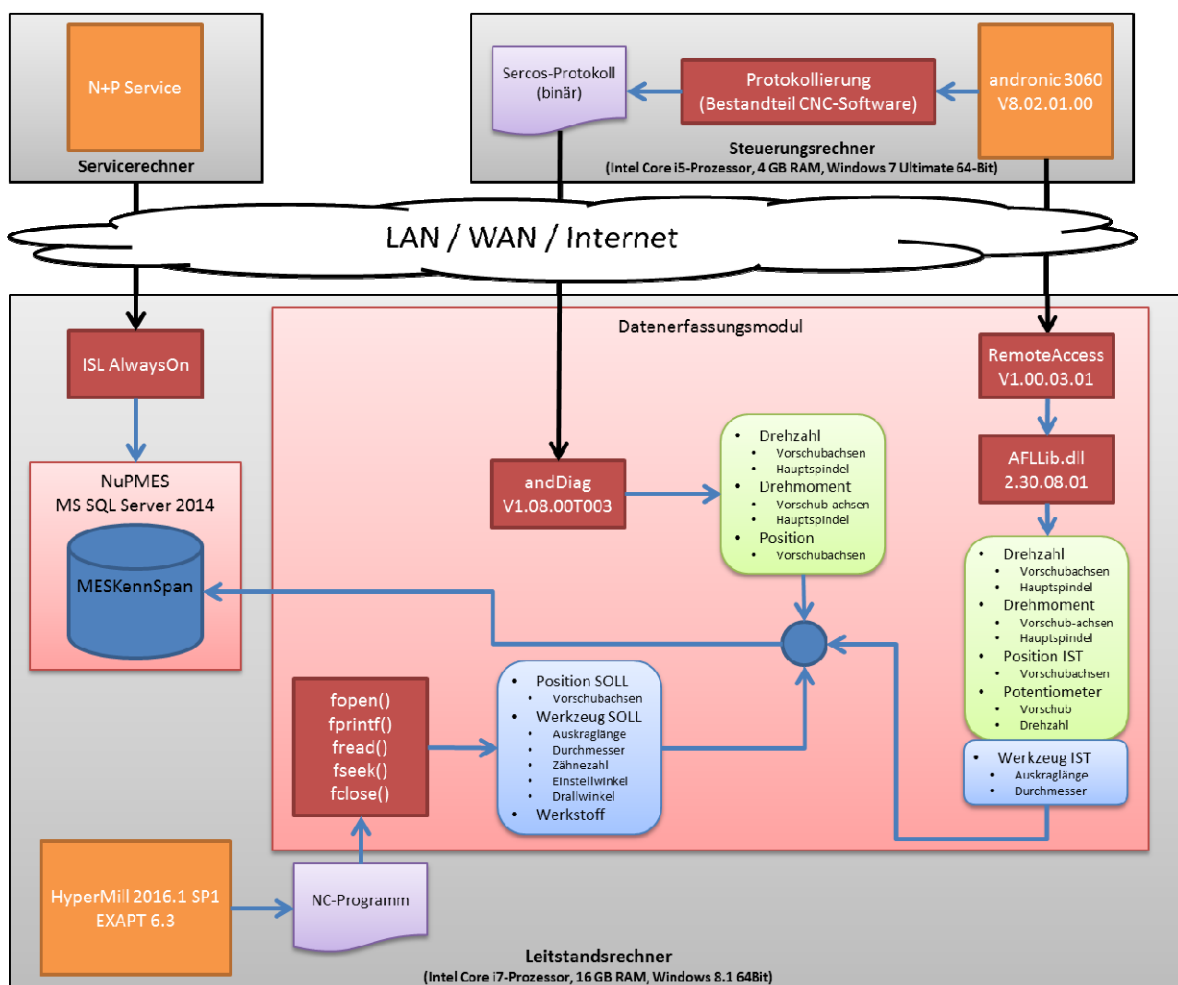 N+P Service
Servicerechner
Sercos-Protokoll
(binär)
Protokollierung
(Bestandteil CNC-Software)
andronic 3060
V8.02.01.00
Steuerungsrechner
(Intel Core i5-Prozessor, 4 GB RAM, Windows 7 Ultimate 64-Bit)
LAN / WAN / Internet
Datenerfassungsmodul
ISL AlwaysOn
NuPMES
MS SQL Server 2014
MESKennSpan
andDiag
V1.08.00T003
• Drehzahl
• Vorschubachsen
• Hauptspindel
• Drehmoment
• Vorschub-achsen
• Hauptspindel
• Position
• Vorschubachsen
RemoteAccess
V1.00.03.01
AFLLib.dll
2.30.08.01
• Drehzahl
• Vorschubachsen
• Hauptspindel
• Drehmoment
• Vorschub-achsen
• Hauptspindel
• Position IST
• Vorschubachsen
• Potentiometer
• Vorschub
• Drehzahl
• Werkzeug IST
• Auskraglänge
• Durchmesser
fopen()
fprintf()
fread()
fseek()
fclose()
• Position SOLL
• Vorschubachsen
• Werkzeug SOLL
• Auskraglänge
• Durchmesser
• Zähnezahl
• Einstellwinkel
• Drallwinkel
• Werkstoff
HyperMill 2016.1 SP1
EXAPT 6.3
NC-Programm
Leitstandsrechner
(Intel Core i7-Prozessor, 16 GB RAM, Windows 8.1 64Bit)